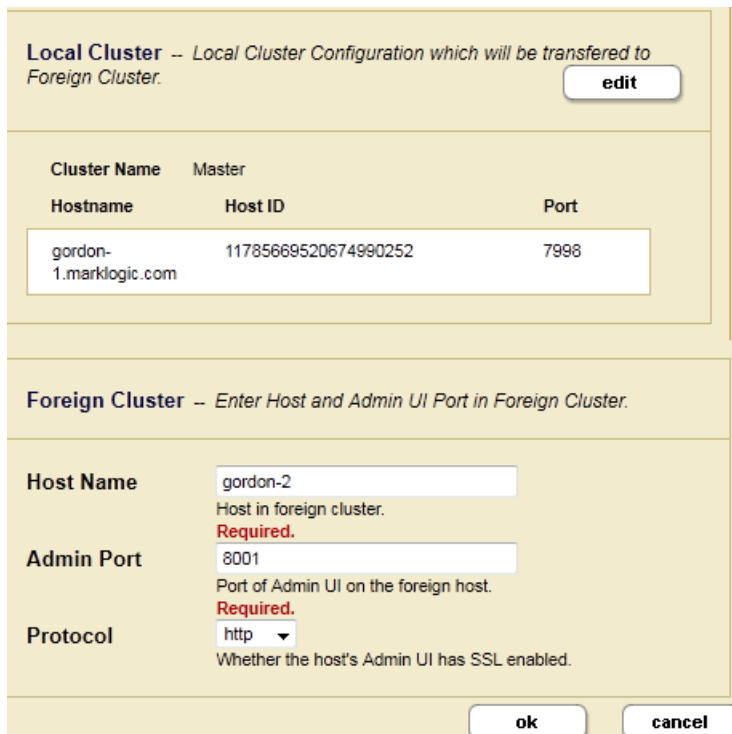 Local Cluster -- Local Cluster Configuration which will be transfered to
Foreign Cluster.
edit
Cluster Name Master
Hostname Host ID Port
gordon-
1.marklogic.com 11785669520674990252 7998
Foreign Cluster -- Enter Host and Admin UI Port in Foreign Cluster.
Host Name gordon-2
Host in foreign cluster.
Required.
Admin Port 8001
Port of Admin UI on the foreign host.
Required.
Protocol http
Whether the host's Admin UI has SSL enabled.
ok cancel